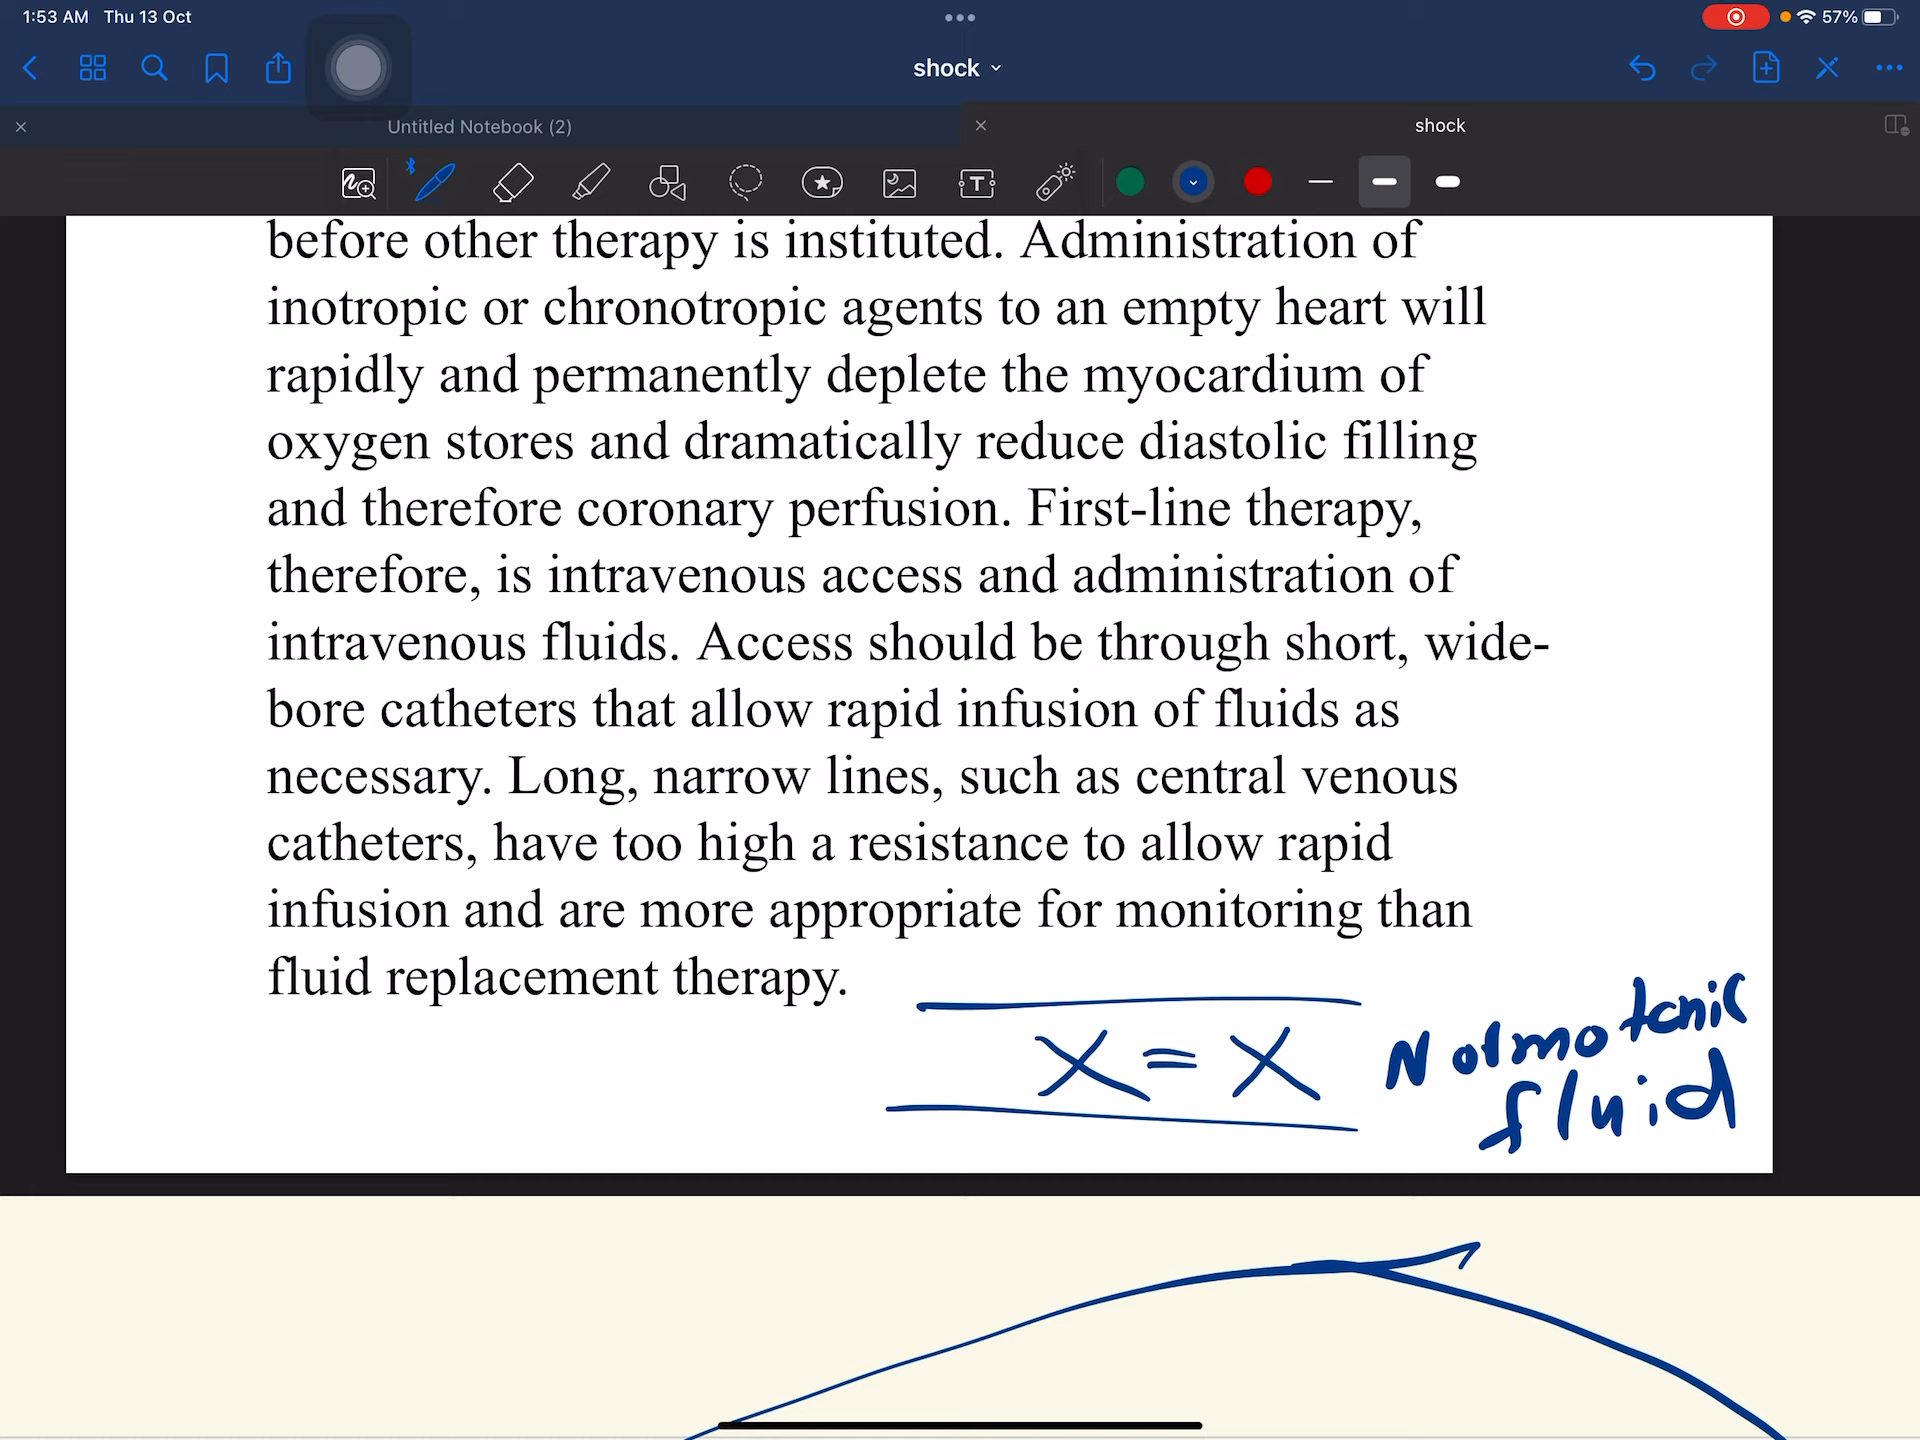 1:53 AM Thu 13 Oct
57%
shock
Untitled Notebook (2)
shock
before other therapy is instituted. Administration of
inotropic or chronotropic agents to an empty heart will
rapidly and permanently deplete the myocardium of
oxygen stores and dramatically reduce diastolic filling
and therefore coronary perfusion. First-line therapy,
therefore, is intravenous access and administration of
intravenous fluids. Access should be through short, wide-
bore catheters that allow rapid infusion of fluids as
necessary. Long, narrow lines, such as central venous
catheters, have too high a resistance to allow rapid
infusion and are more appropriate for monitoring than
fluid replacement therapy.
X = X
Normotonic
fluid